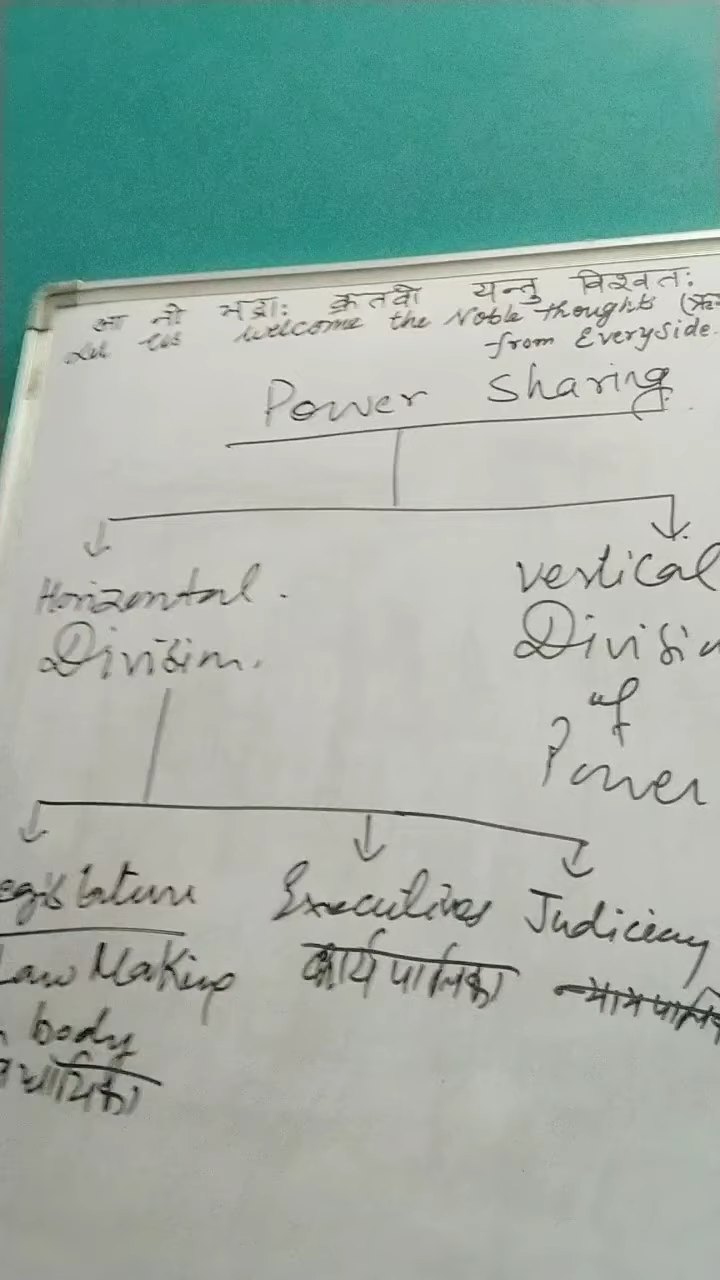 आ नो भद्राः क्रतवो यन्तु विश्वतः
Let us welcome the Noble thoughts (ऋ
from Everyside.
Power Sharing
Horizontal Vertical
Division. Division
of
Power
Legislature Executives Judiciary
कार्यपालिका न्यायपालि
Law Making
body